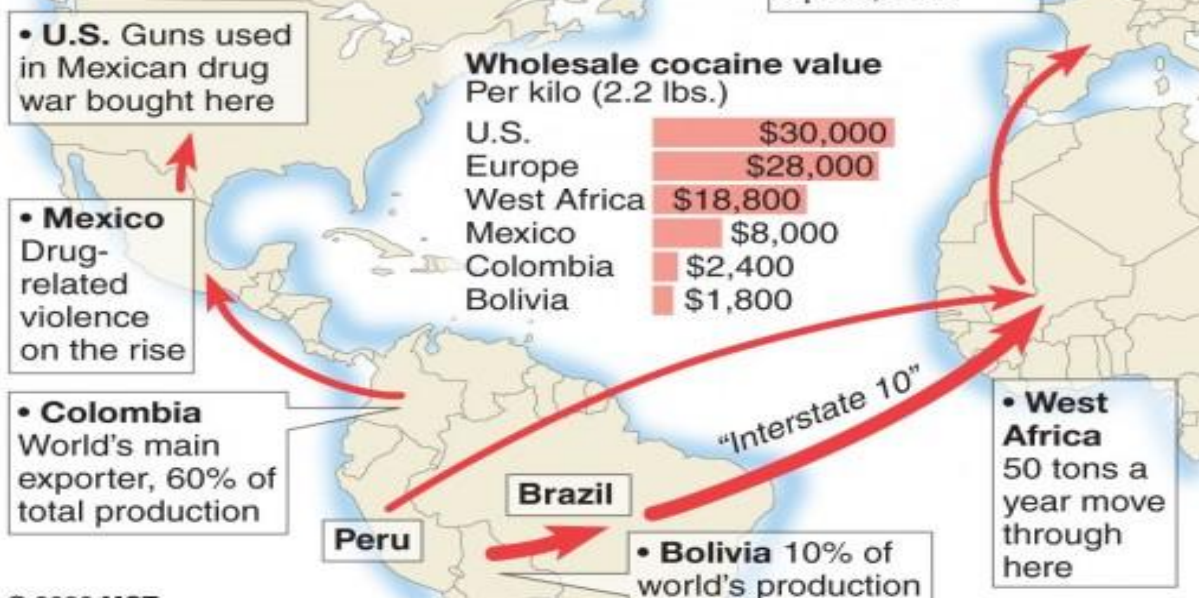 • U.S. Guns used
in Mexican drug
war bought here
Wholesale cocaine value
Per kilo (2.2 lbs.)
U.S. $30,000
Europe $28,000
West Africa $18,800
Mexico $8,000
Colombia $2,400
Bolivia $1,800
• Mexico
Drug-
related
violence
on the rise
• Colombia
World's main
exporter, 60% of
total production
"Interstate 10"
• West
Africa
50 tons a
year move
through
here
Brazil
Peru
• Bolivia 10% of
world's production